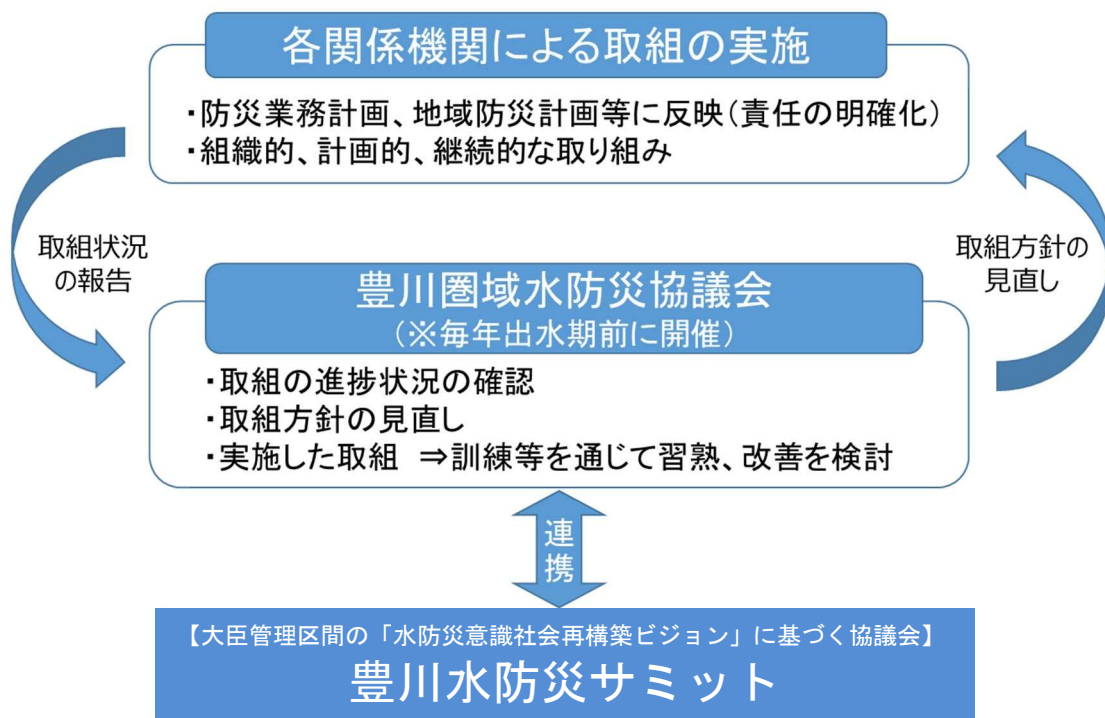 各関係機関による取組の実施
・防災業務計画、地域防災計画等に反映(責任の明確化)
・組織的、計画的、継続的な取り組み
取組状況
の報告
取組方針の
見直し
豊川圏域水防災協議会
(※毎年出水期前に開催)
・取組の進捗状況の確認
・取組方針の見直し
・実施した取組 ⇒訓練等を通じて習熟、改善を検討
連
携
【大臣管理区間の「水防災意識社会再構築ビジョン」に基づく協議会】
豊川水防災サミット